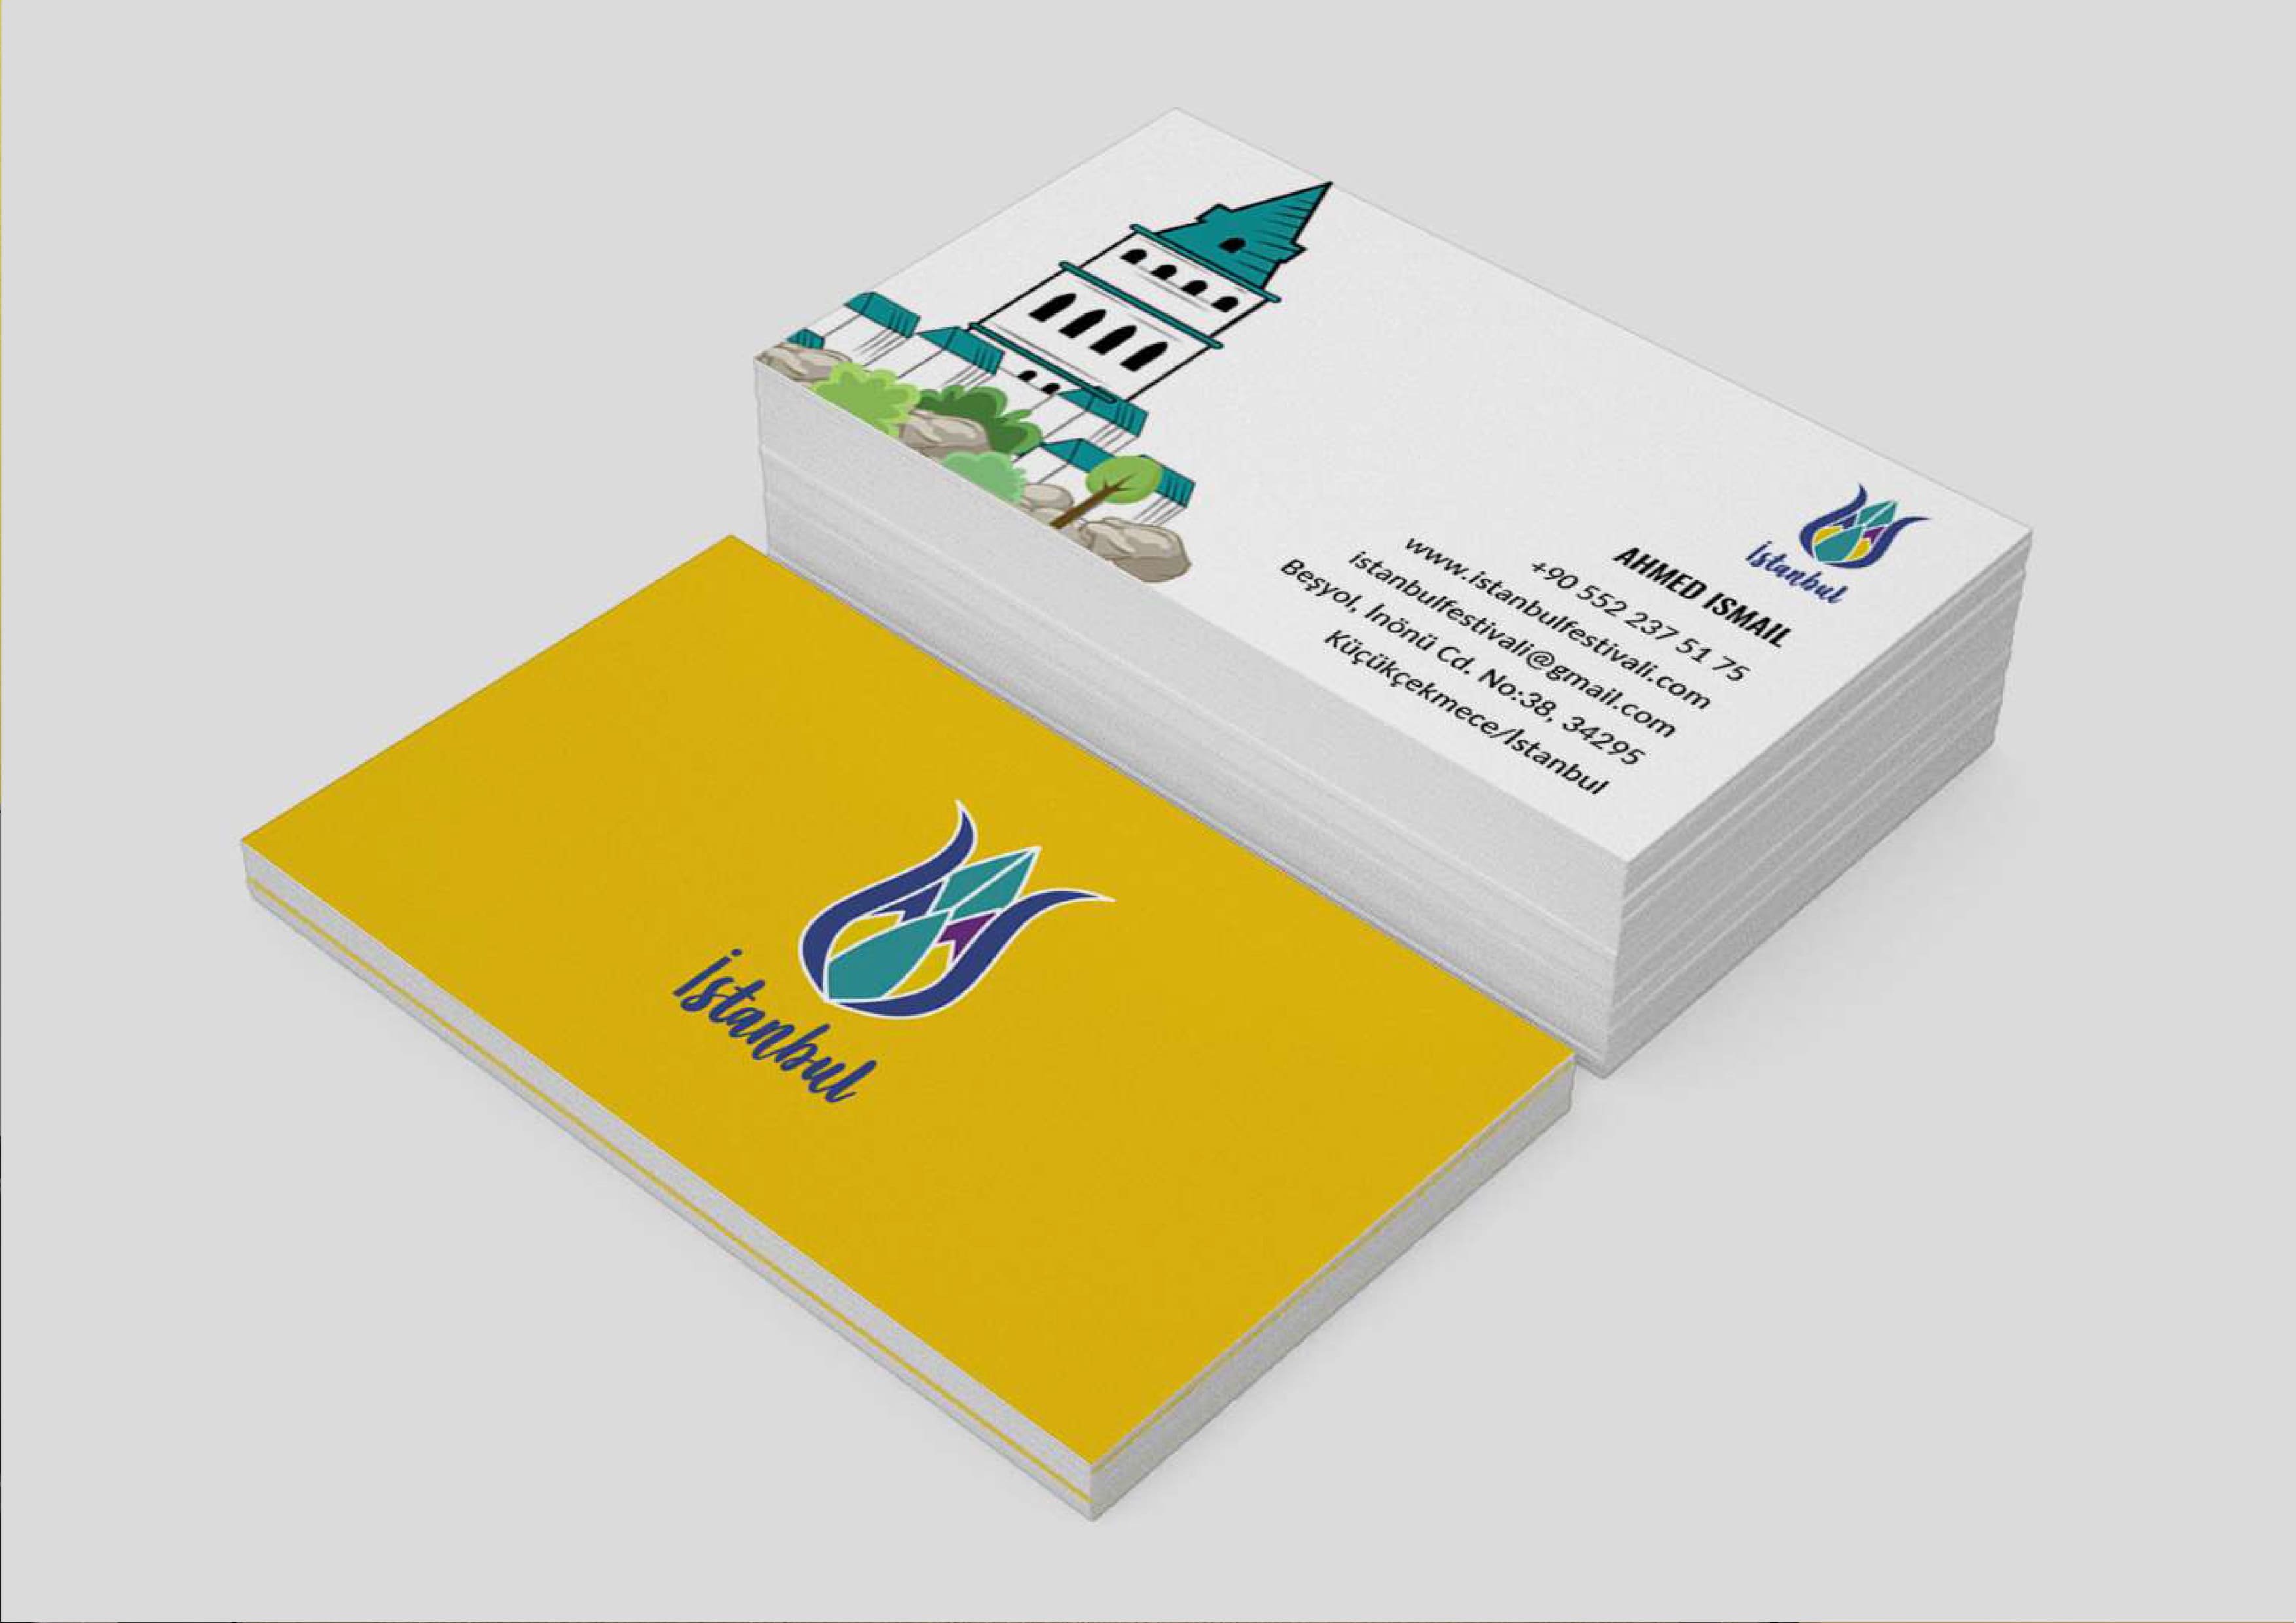 İstanbul
AHMED ISMAIL
+90 552 237 51 75
www.istanbulfestivali.com
istanbulfestivali@gmail.com
Beşyol, İnönü Cd. No:38, 34295
Küçükçekmece/İstanbul
İstanbul